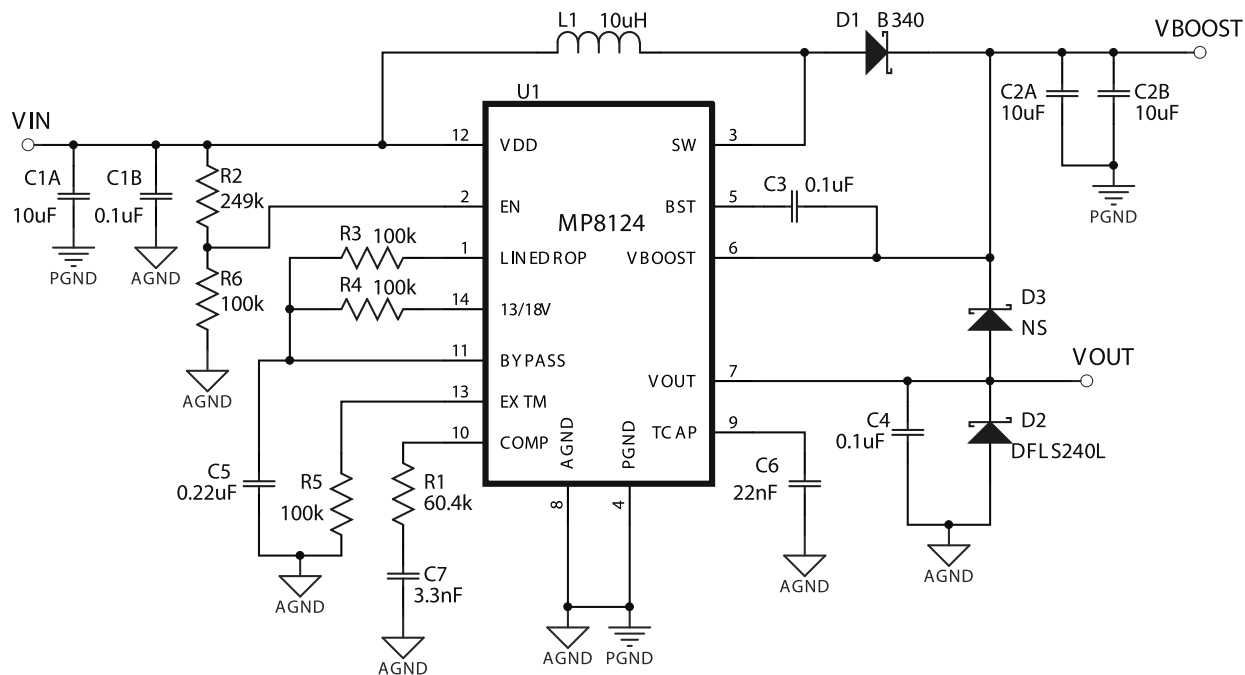 L1 10uH
D1 B340
VBOOST
C2A
10uF
C2B
10uF
PGND
U1
VIN
12 VDD
SW 3
C1A
10uF
PGND
C1B
0.1uF
AGND
R2
249k
2 EN
BST 5
C3 0.1uF
MP8124
R3 100k
1 LINEDROP
VBOOST 6
R6
100k
AGND
R4 100k
14 13/18V
D3
NS
11 BYPASS
VOUT 7
VOUT
13 EXTM
TCAP 9
C4
0.1uF
D2
DFLS240L
AGND
10 COMP
AGND
PGND
C5
0.22uF
R5
100k
AGND
R1
60.4k
C6
22nF
AGND
8
4
C7
3.3nF
AGND
AGND
PGND